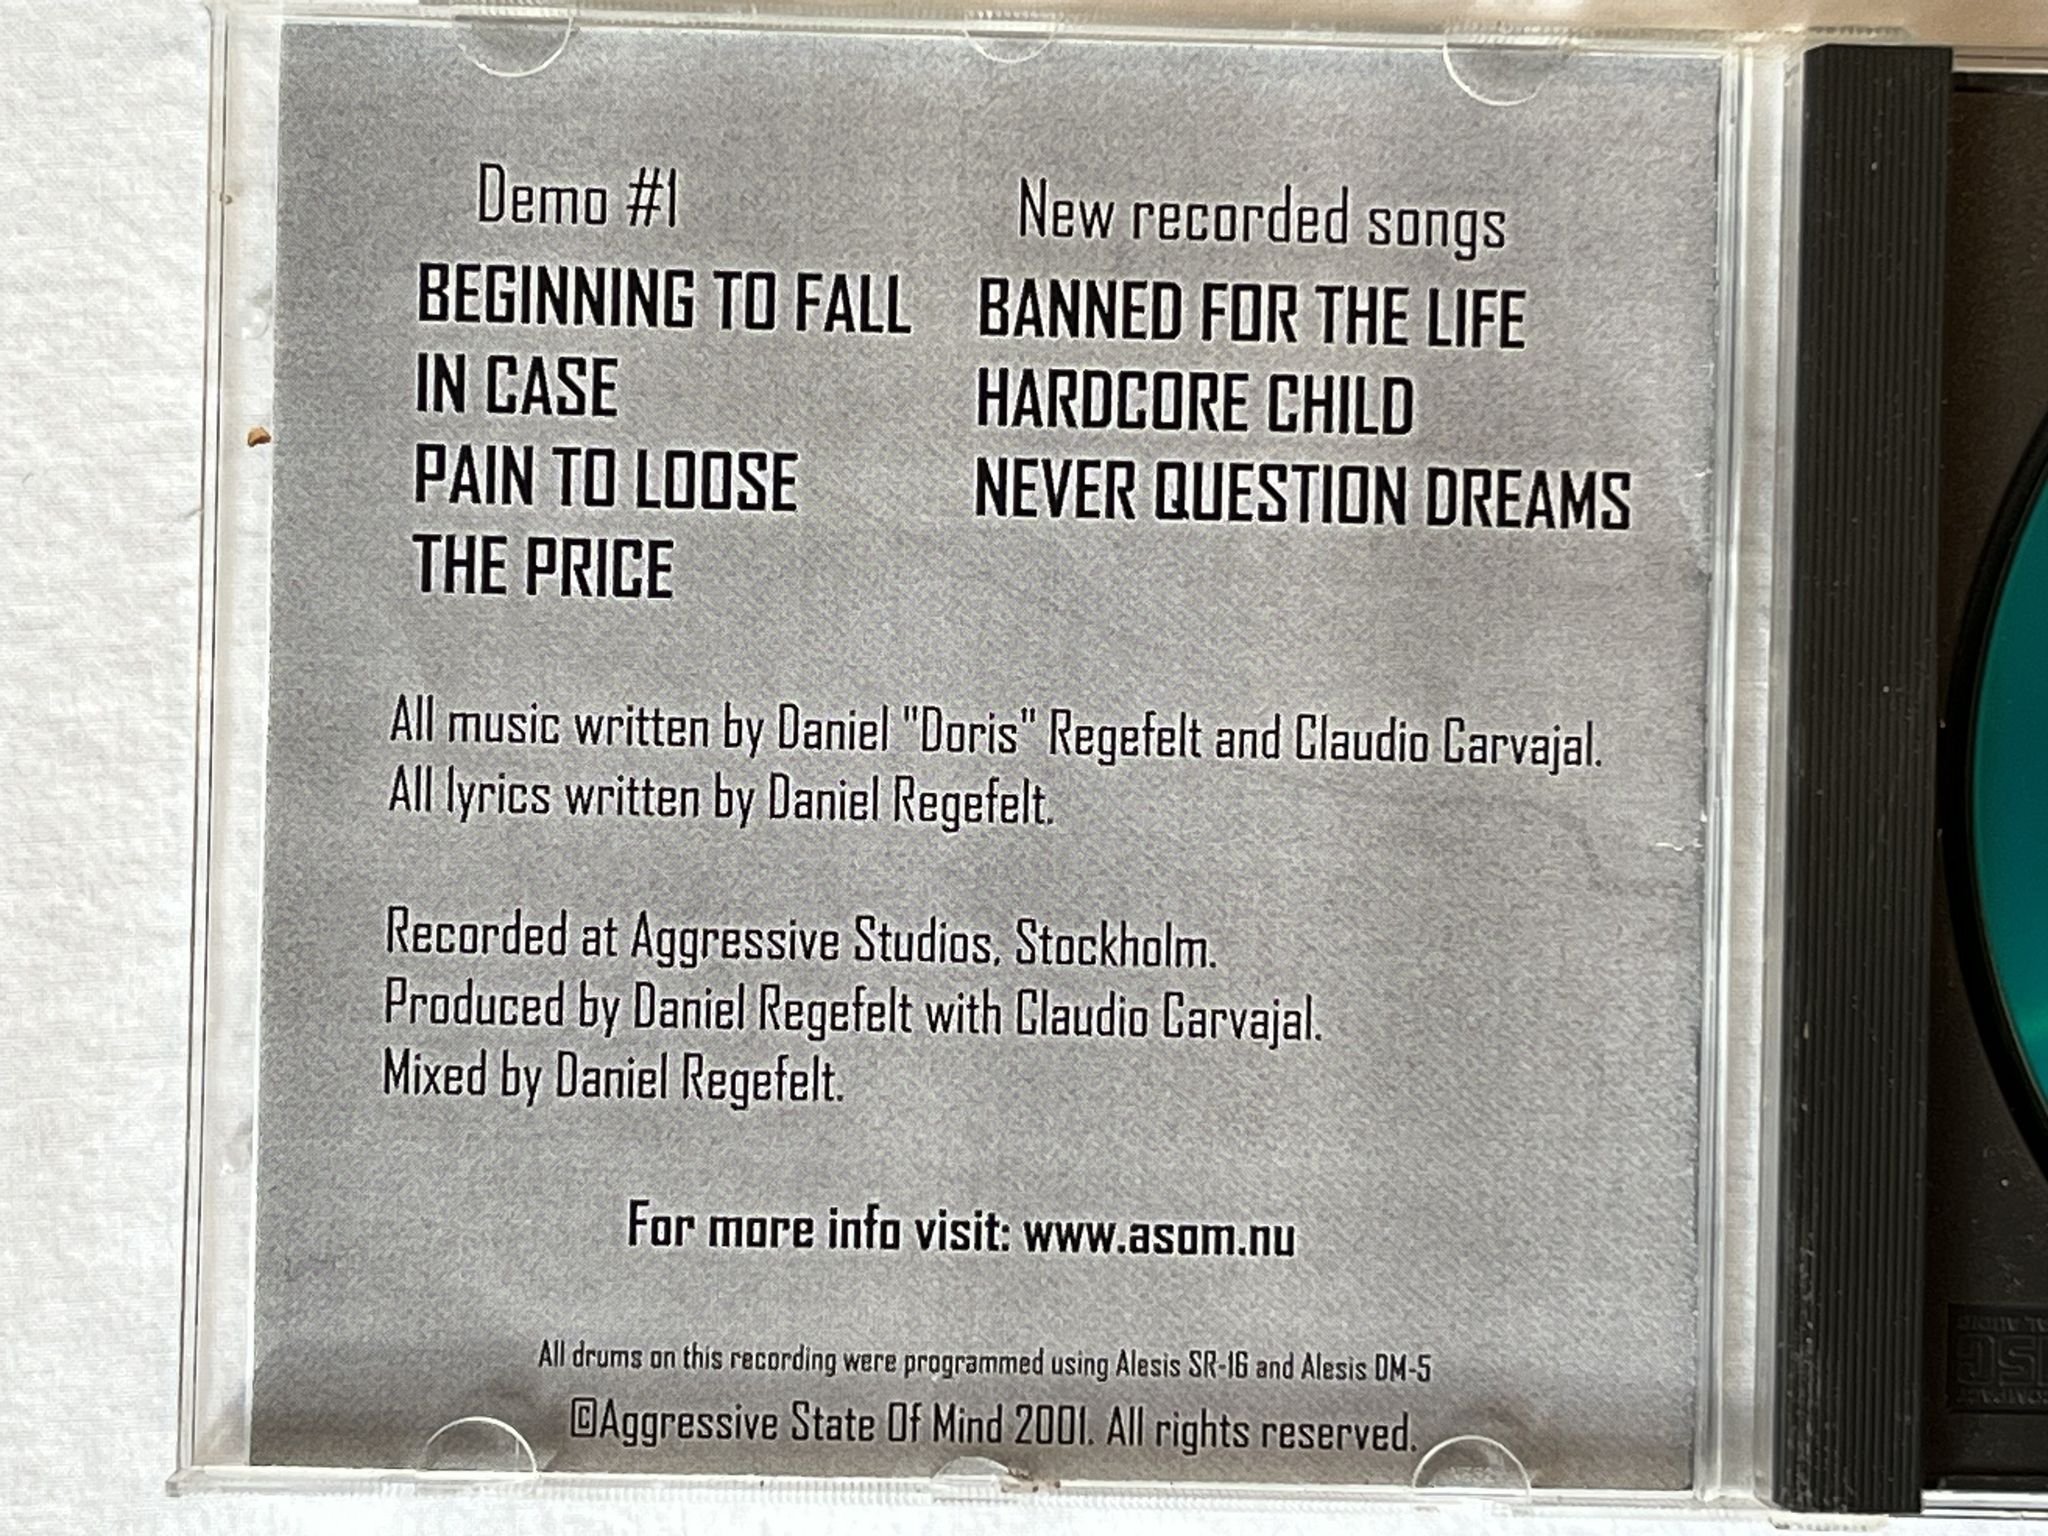 Demo #1
BEGINNING TO FALL
IN CASE
PAIN TO LOOSE
THE PRICE
New recorded songs
BANNED FOR THE LIFE
HARDCORE CHILD
NEVER QUESTION DREAMS
All music written by Daniel "Doris" Regefelt and Claudio Carvajal.
All lyrics written by Daniel Regefelt.
Recorded at Aggressive Studios, Stockholm.
Produced by Daniel Regefelt with Claudio Carvajal.
Mixed by Daniel Regefelt.
For more info visit: www.asom.nu
All drums on this recording were programmed using Alesis SR-16 and Alesis DM-5
©Aggressive State Of Mind 2001. All rights reserved.